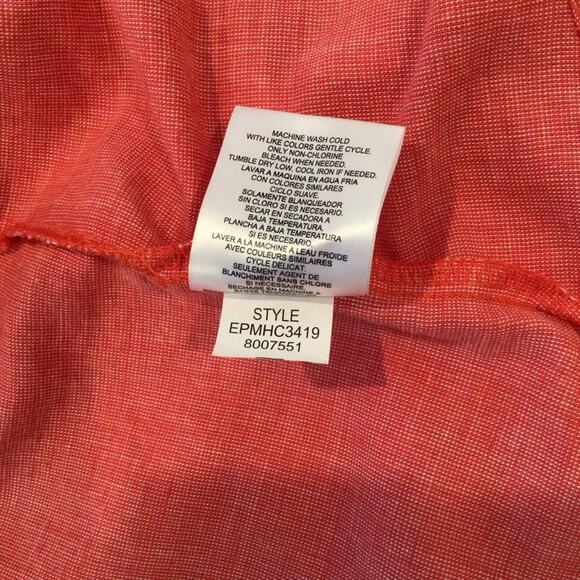 MACHINE WASH COLD
WITH LIKE COLORS GENTLE CYCLE.
ONLY NON-CHLORINE
BLEACH WHEN NEEDED.
TUMBLE DRY LOW. COOL IRON IF NEEDED.
LAVAR A MAQUINA EN AGUA FRIA
CON COLORES SIMILARES
CICLO SUAVE.
SOLAMENTE BLANQUEADOR
SIN CLORO SI ES NECESARIO.
SECAR EN SECADORA A
BAJA TEMPERATURA.
PLANCHA A BAJA TEMPERATURA
SI ES NECESARIO.
LAVER A LA MACHINE A LEAU FROIDE
AVEC COULEURS SIMILAIRES
CYCLE DELICAT.
SEULEMENT AGENT DE
BLANCHIMENT SANS CHLORE
SI NECESSAIRE
SECHAGE EN MACHINE A
STYLE
EPMHC3419
8007551